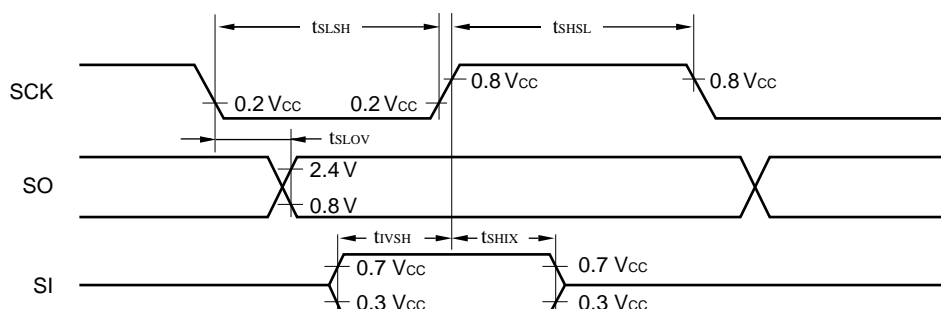 tSLSH tSHSL
SCK 0.2 VCC 0.2 VCC 0.8 VCC 0.8 VCC
tSLOV
SO 2.4 V
0.8 V
tIVSH tSHIX
SI 0.7 VCC 0.7 VCC
0.3 VCC 0.3 VCC